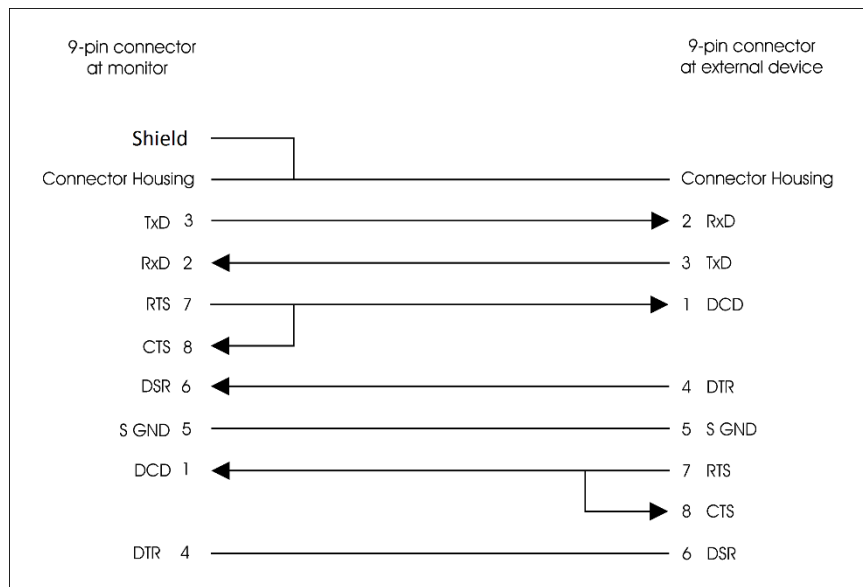 9-pin connector
at monitor
9-pin connector
at external device
Shield
Connector Housing Connector Housing
TxD 3 2 RxD
RxD 2 3 TxD
RTS 7 1 DCD
CTS 8
DSR 6 4 DTR
S GND 5 5 S GND
DCD 1 7 RTS
8 CTS
DTR 4 6 DSR